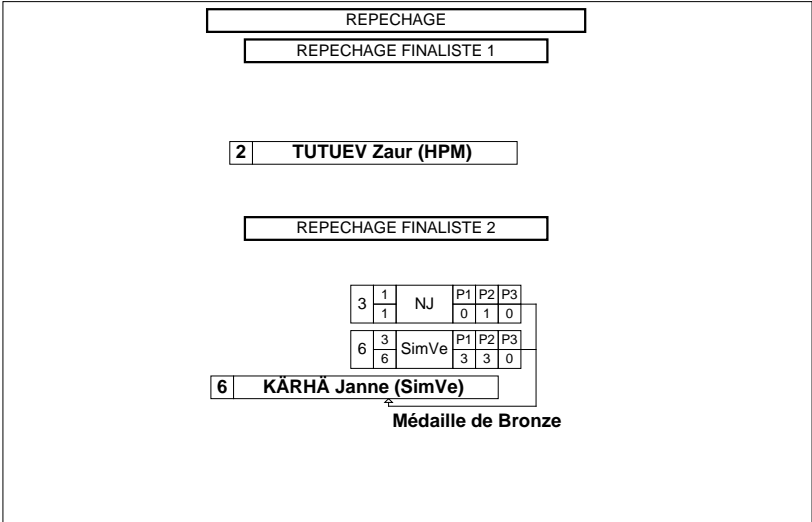 REPECHAGE
REPECHAGE FINALISTE 1
2 TUTUEV Zaur (HPM)
REPECHAGE FINALISTE 2
3 1 NJ P1 P2 P3
1 0 1 0
6 3 SimVe P1 P2 P3
6 3 3 0
6 KÄRHÄ Janne (SimVe)
Médaille de Bronze